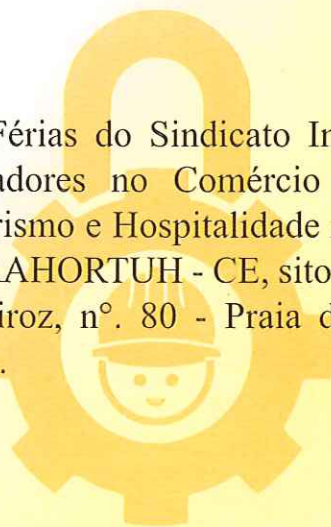 Férias do Sindicato In
adores no Comércio
rismo e Hospitalidade
AHORTUH - CE, sito
iroz, n°. 80 - Praia d
.